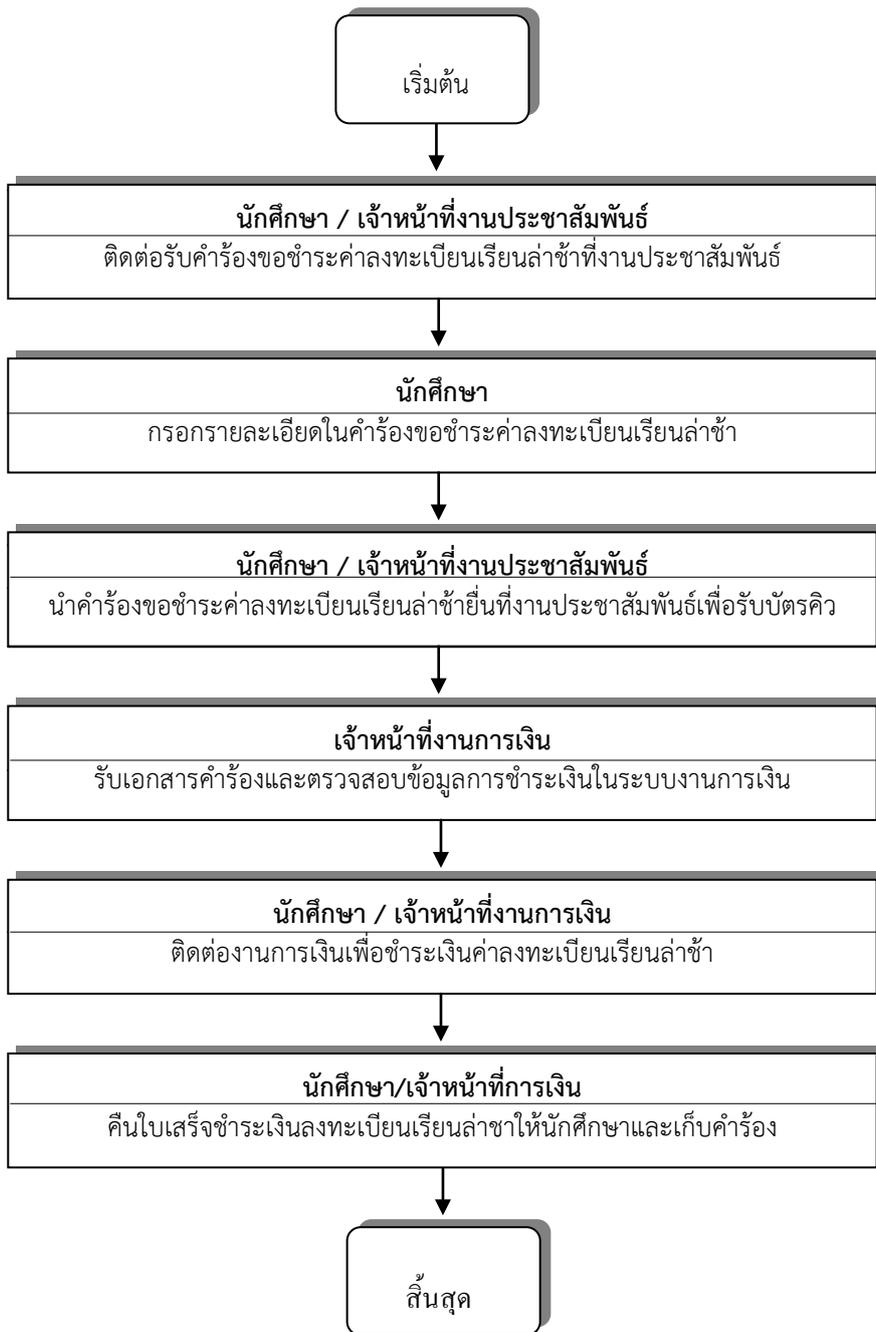 เริ่มต้น
นักศึกษา / เจ้าหน้าที่งานประชาสัมพันธ์
ติดต่อรับคำร้องขอชำระค่าลงทะเบียนเรียนล่าช้าที่งานประชาสัมพันธ์
นักศึกษา
กรอกรายละเอียดในคำร้องขอชำระค่าลงทะเบียนเรียนล่าช้า
นักศึกษา / เจ้าหน้าที่งานประชาสัมพันธ์
นำคำร้องขอชำระค่าลงทะเบียนเรียนล่าช้ายื่นที่งานประชาสัมพันธ์เพื่อรับบัตรคิว
เจ้าหน้าที่งานการเงิน
รับเอกสารคำร้องและตรวจสอบข้อมูลการชำระเงินในระบบงานการเงิน
นักศึกษา / เจ้าหน้าที่งานการเงิน
ติดต่องานการเงินเพื่อชำระเงินค่าลงทะเบียนเรียนล่าช้า
นักศึกษา/เจ้าหน้าที่การเงิน
คืนใบเสร็จชำระเงินลงทะเบียนเรียนล่าชาให้นักศึกษาและเก็บคำร้อง
สิ้นสุด